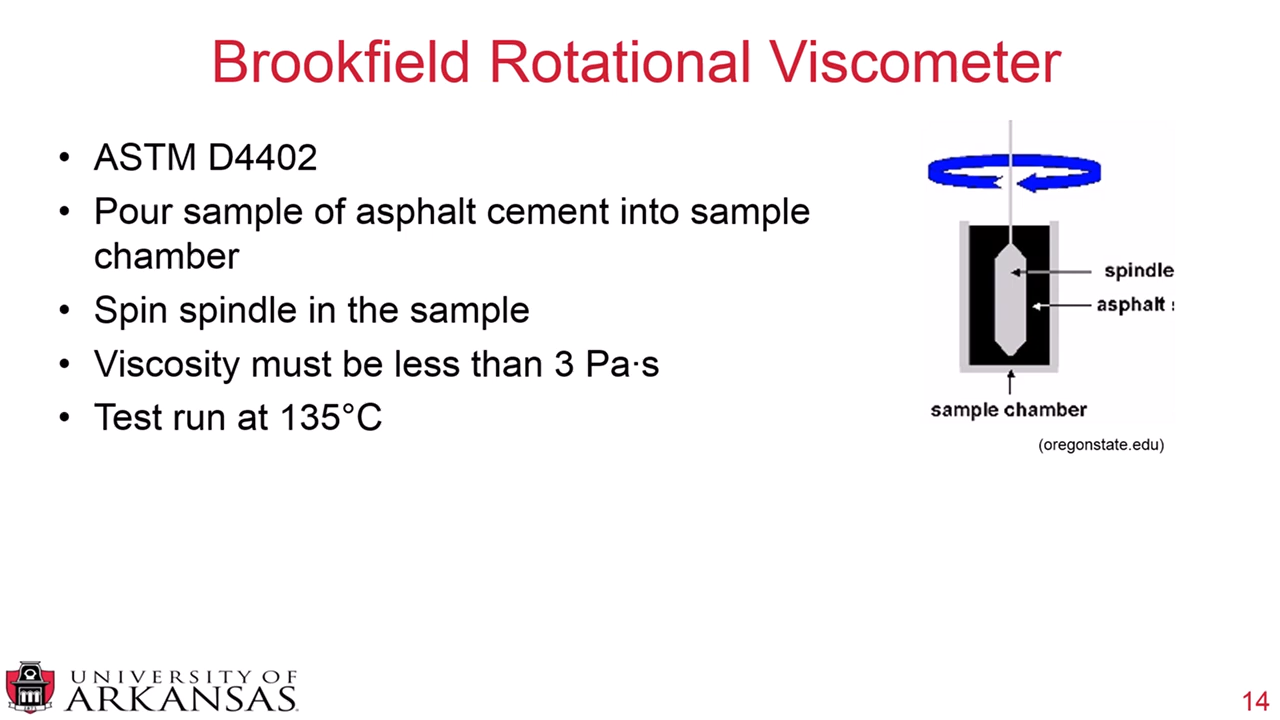 Brookfield Rotational Viscometer
• ASTM D4402
• Pour sample of asphalt cement into sample
chamber
• Spin spindle in the sample
• Viscosity must be less than 3 Pa·s
• Test run at 135°C
spindle
asphalt
sample chamber
(oregonstate.edu)
UNIVERSITY OF
ARKANSAS
14